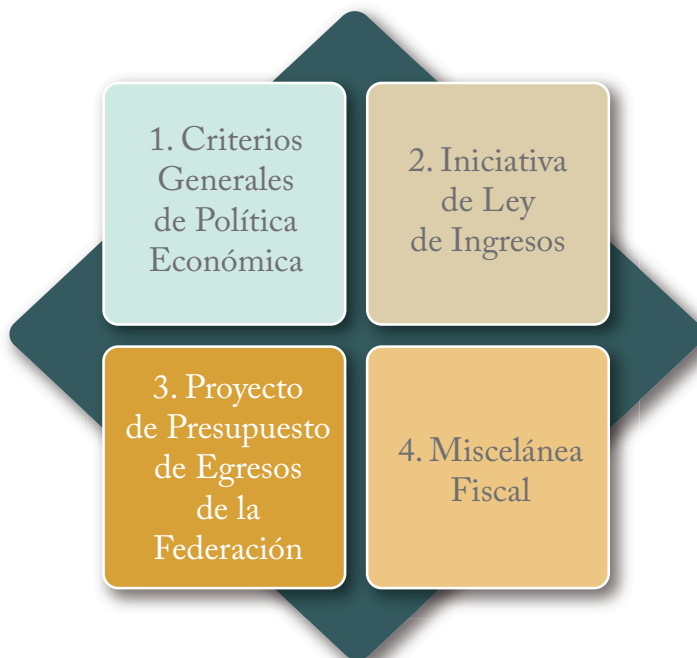 1. Criterios
Generales
de Política
Económica
2. Iniciativa
de Ley
de Ingresos
3. Proyecto
de Presupuesto
de Egresos
de la
Federación
4. Miscelánea
Fiscal